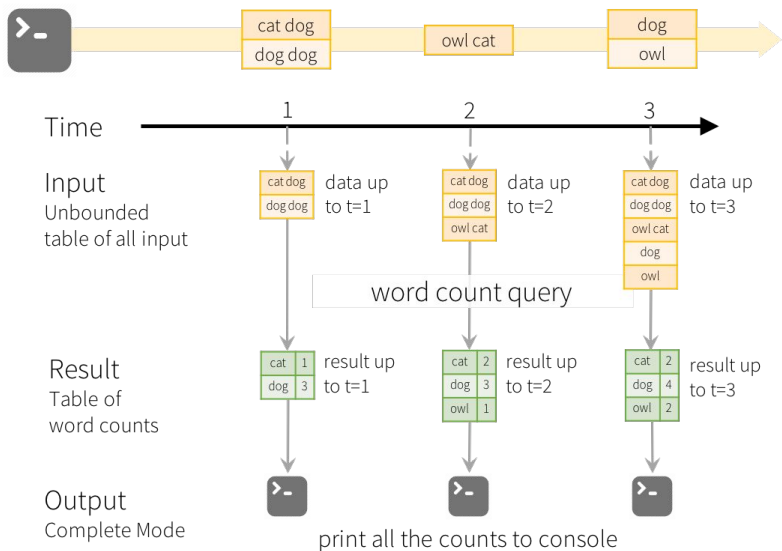 cat dog
dog dog
owl cat
dog
owl
1
2
3
Time
Input
Unbounded
table of all input
cat dog
dog dog
data up
to t=1
cat dog
dog dog
owl cat
data up
to t=2
cat dog
dog dog
owl cat
dog
owl
data up
to t=3
word count query
Result
Table of
word counts
cat 1
dog 3
result up
to t=1
cat 2
dog 3
owl 1
result up
to t=2
cat 2
dog 4
owl 2
result up
to t=3
Output
Complete Mode
print all the counts to console